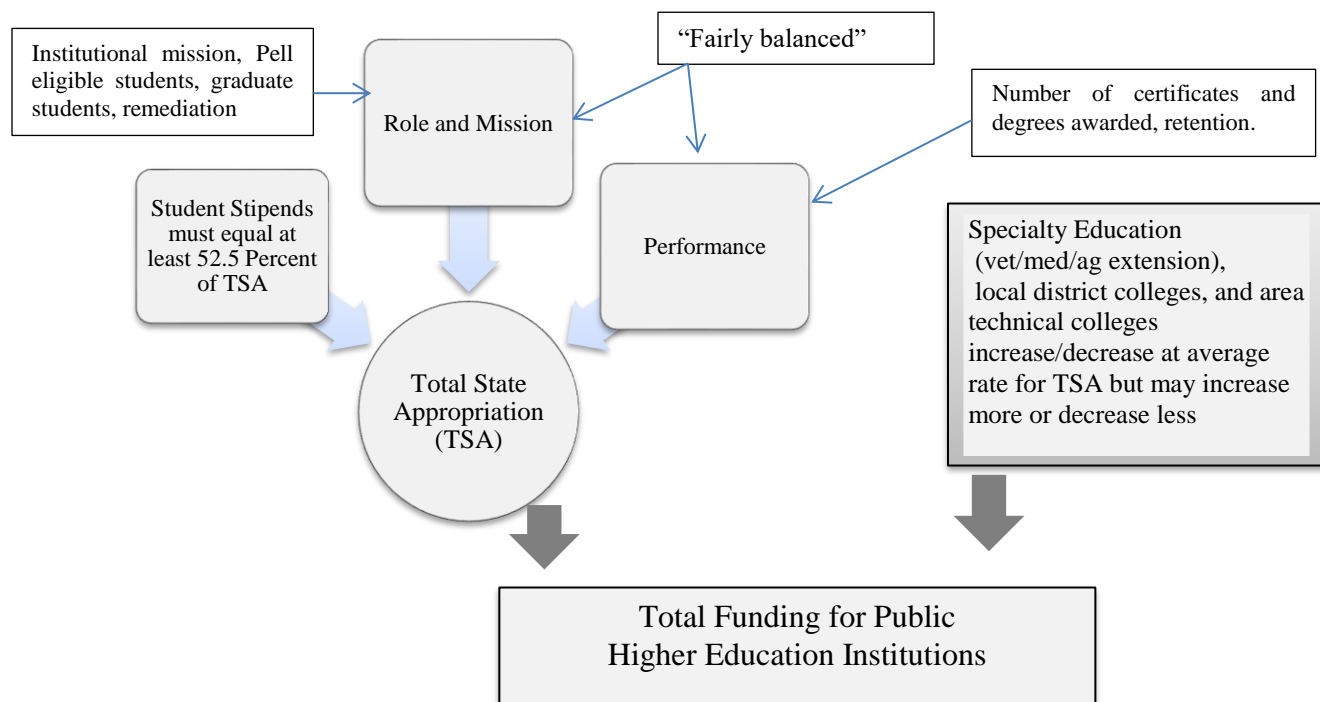 Institutional mission, Pell
eligible students, graduate
students, remediation
“Fairly balanced”
Role and Mission
Number of certificates and
degrees awarded, retention.
Student Stipends
must equal at
least 52.5 Percent
of TSA
Performance
Specialty Education
(vet/med/ag extension),
local district colleges, and area
technical colleges
increase/decrease at average
rate for TSA but may increase
more or decrease less
Total State
Appropriation
(TSA)
Total Funding for Public
Higher Education Institutions